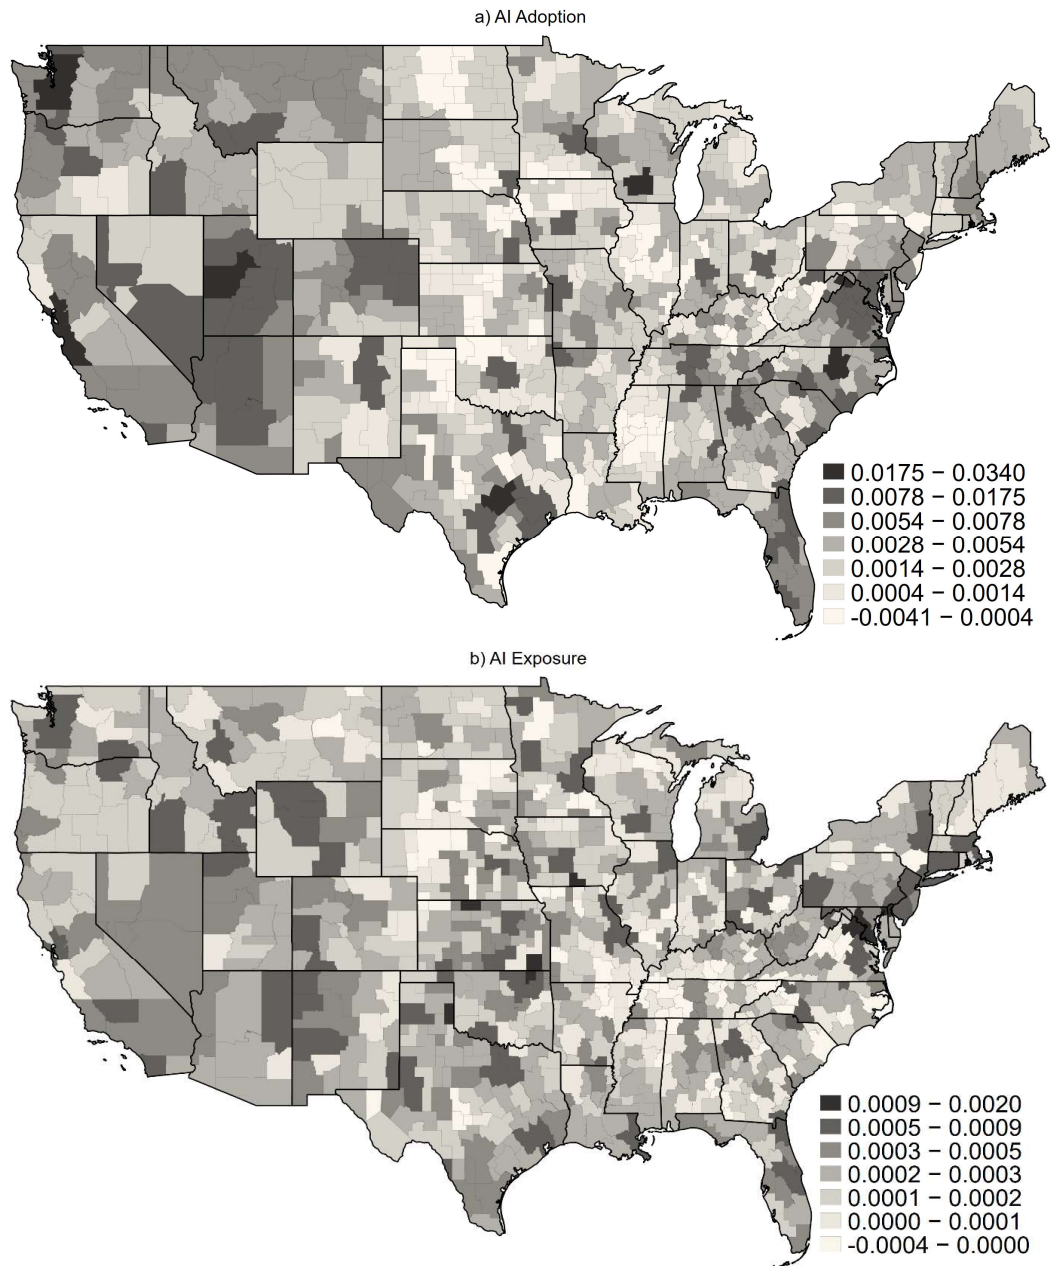 a) AI Adoption
0.0175 − 0.0340
0.0078 − 0.0175
0.0054 − 0.0078
0.0028 − 0.0054
0.0014 − 0.0028
0.0004 − 0.0014
-0.0041 − 0.0004
b) AI Exposure
0.0009 − 0.0020
0.0005 − 0.0009
0.0003 − 0.0005
0.0002 − 0.0003
0.0001 − 0.0002
0.0000 − 0.0001
-0.0004 − 0.0000